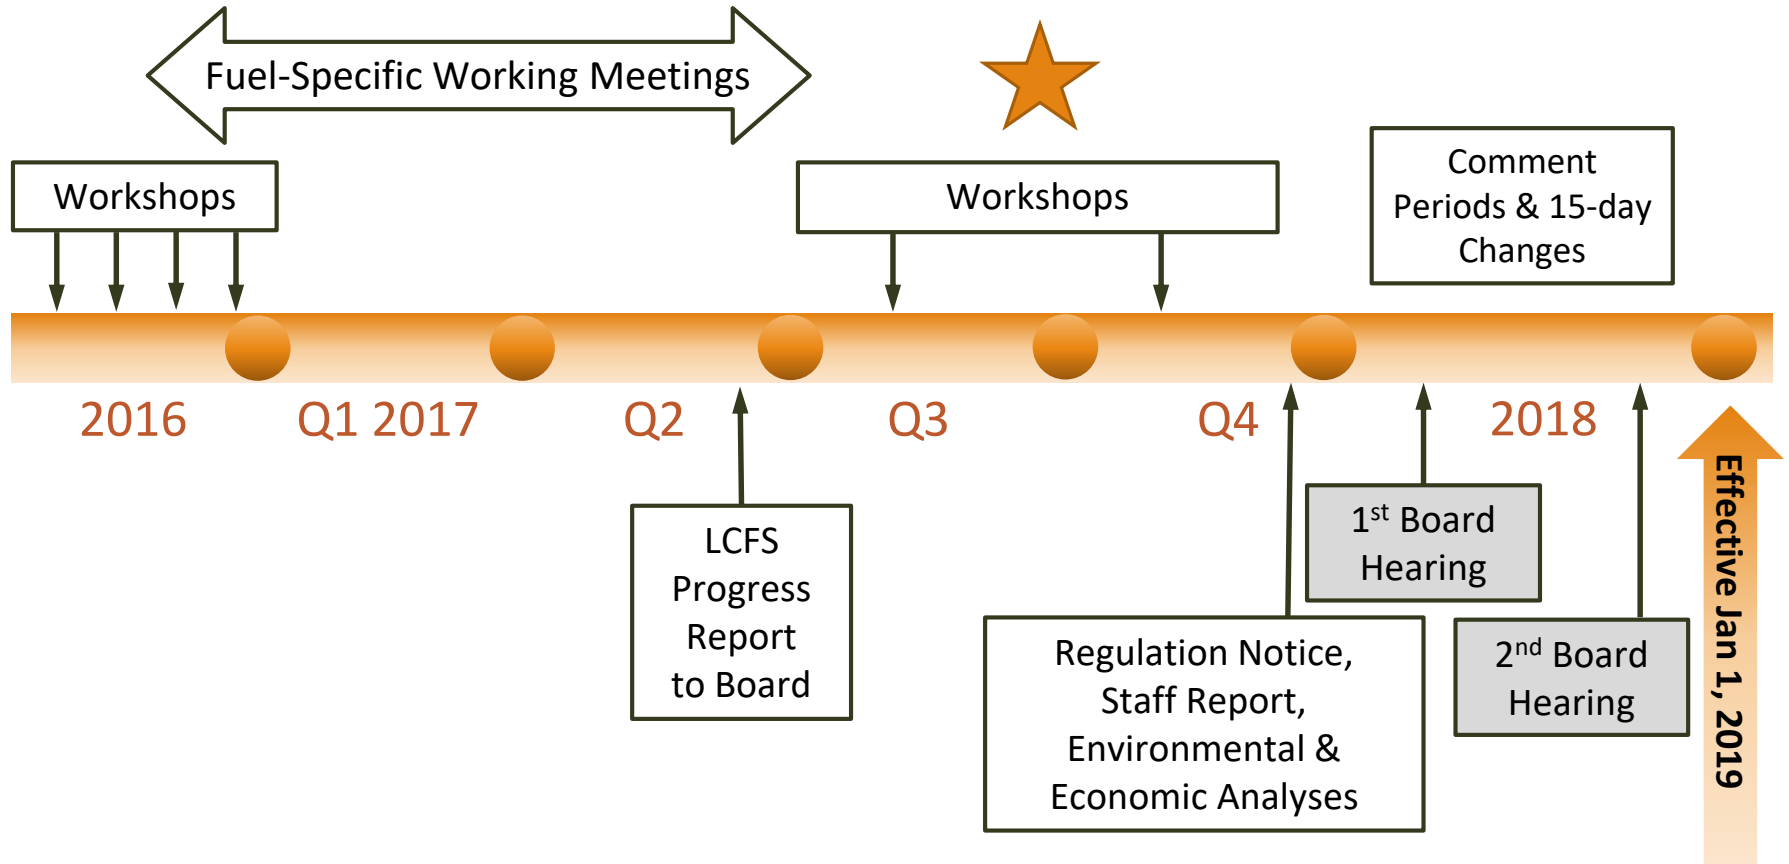 Fuel-Specific Working Meetings
Workshops
Workshops
Comment
Periods & 15-day
Changes
2016
Q1 2017
Q2
Q3
Q4
2018
LCFS
Progress
Report
to Board
Regulation Notice,
Staff Report,
Environmental &
Economic Analyses
1st Board
Hearing
2nd Board
Hearing
Effective Jan 1, 2019